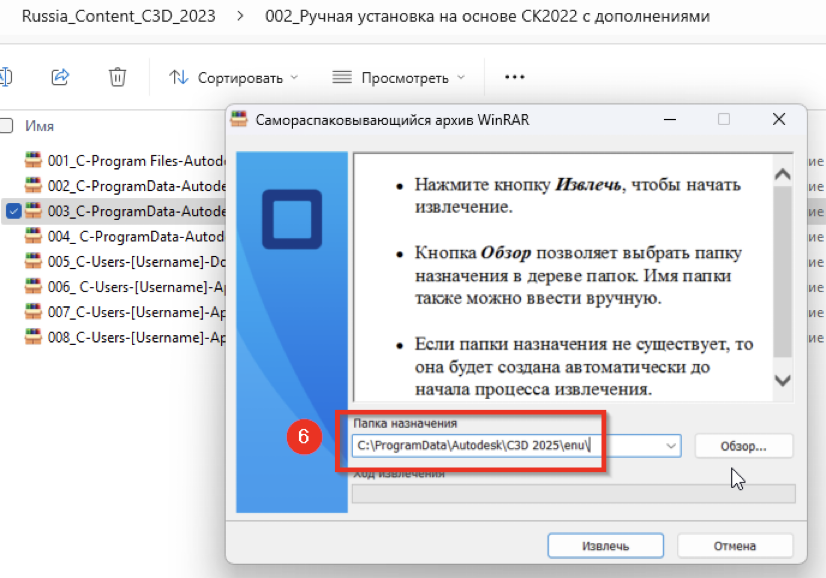 Russia_Content_C3D_2023 > 002_Ручная установка на основе СК2022 с дополнениями
Сортировать Просмотреть •••
Имя
Самораспаковывающийся архив WinRAR
001_C-Program Files-Autod
002_C-ProgramData-Autode
003_C-ProgramData-Autode
004_ C-ProgramData-Autod
005_C-Users-[Username]-Do
006_ C-Users-[Username]-Ap
007_C-Users-[Username]-Ap
008_C-Users-[Username]-Ap
• Нажмите кнопку Извлечь, чтобы начать
извлечение.
• Кнопка Обзор позволяет выбрать папку
назначения в дереве папок. Имя папки
также можно ввести вручную.
• Если папки назначения не существует, то
она будет создана автоматически до
начала процесса извлечения.
6
Папка назначения
C:\ProgramData\Autodesk\C3D 2025\enu\
Обзор...
Ход извлечения
Извлечь Отмена